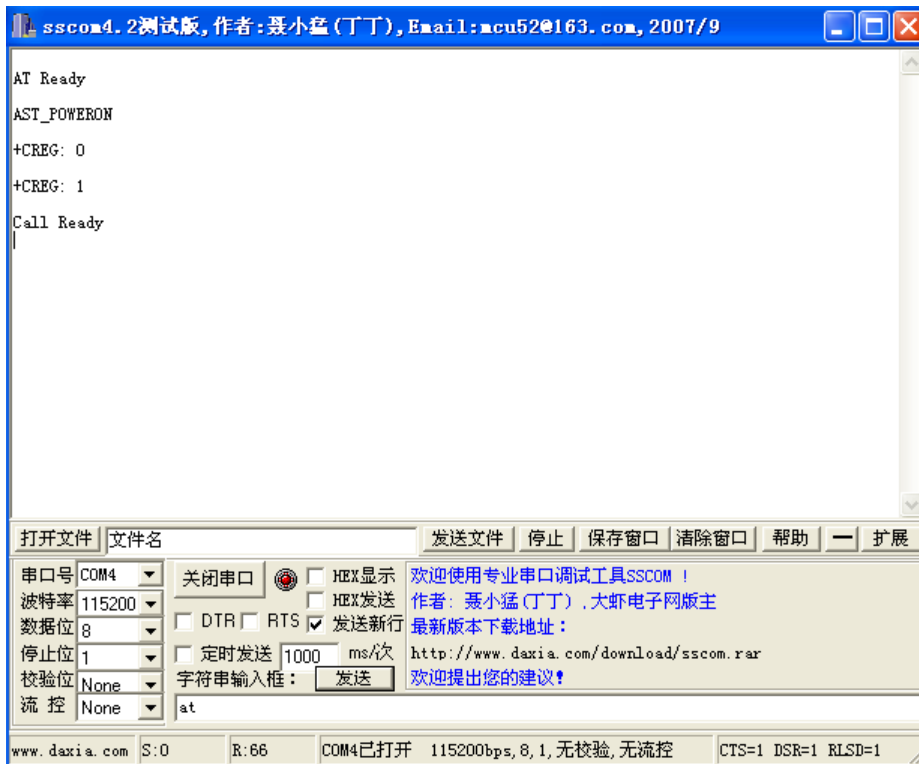 sscom4.2测试版,作者:聂小猛(丁丁),Email:mcu52@163.com,2007/9
AT Ready
AST_POWERON
+CREG: 0
+CREG: 1
Call Ready
打开文件 文件名 发送文件 停止 保存窗口 清除窗口 帮助 一 扩展
串口号 COM4 关闭串口 HEX显示 欢迎使用专业串口调试工具SSCOM !
波特率 115200 HEX发送 作者: 聂小猛(丁丁) ,大虾电子网版主
数据位 8 DTR RTS 发送新行 最新版本下载地址：
停止位 1 定时发送 1000 ms/次 http://www.daxia.com/download/sscom.rar
校验位 None 字符串输入框： 发送 欢迎提出您的建议!
流 控 None at
www.daxia.com S:0 R:66 COM4已打开 115200bps,8,1,无校验,无流控 CTS=1 DSR=1 RLSD=1